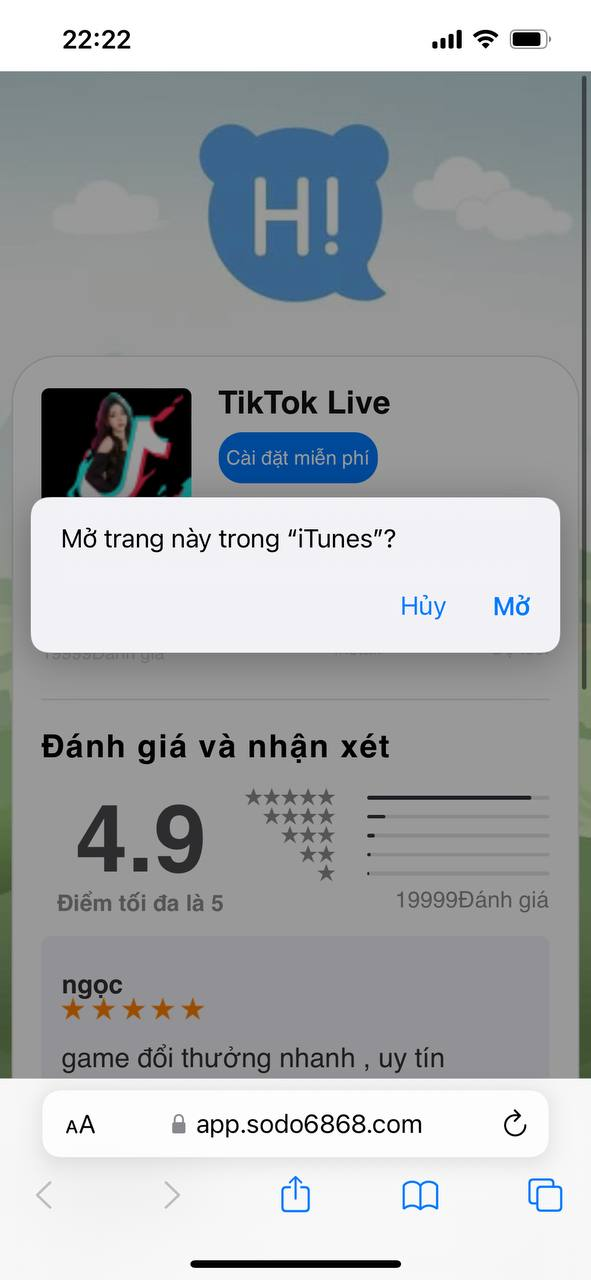 22:22
H!
TikTok Live
Cài đặt miễn phí
Mở trang này trong “iTunes”?
Hủy
Mở
19999Đánh giá
Đánh giá và nhận xét
4.9
Điểm tối đa là 5
19999Đánh giá
ngọc
game đổi thưởng nhanh , uy tín
AA
app.sodo6868.com